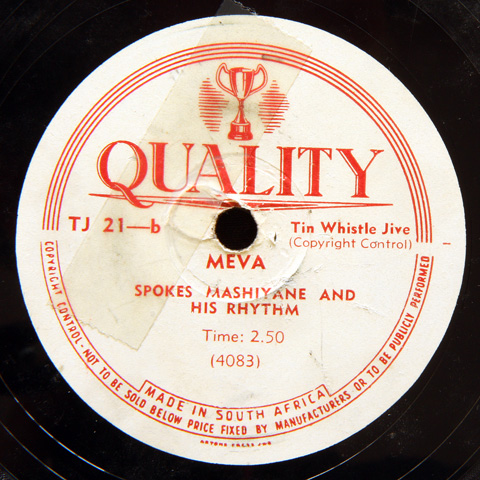 QUALITY
TJ 21—b
Tin Whistle Jive
(Copyright Control)
MEVA
SPOKES MASHIYANE AND
HIS RHYTHM
Time: 2.50
(4083)
MADE IN SOUTH AFRICA
COPYRIGHT CONTROL - NOT TO BE SOLD BELOW PRICE FIXED BY MANUFACTURERS OR TO BE PUBLICLY PERFORMED